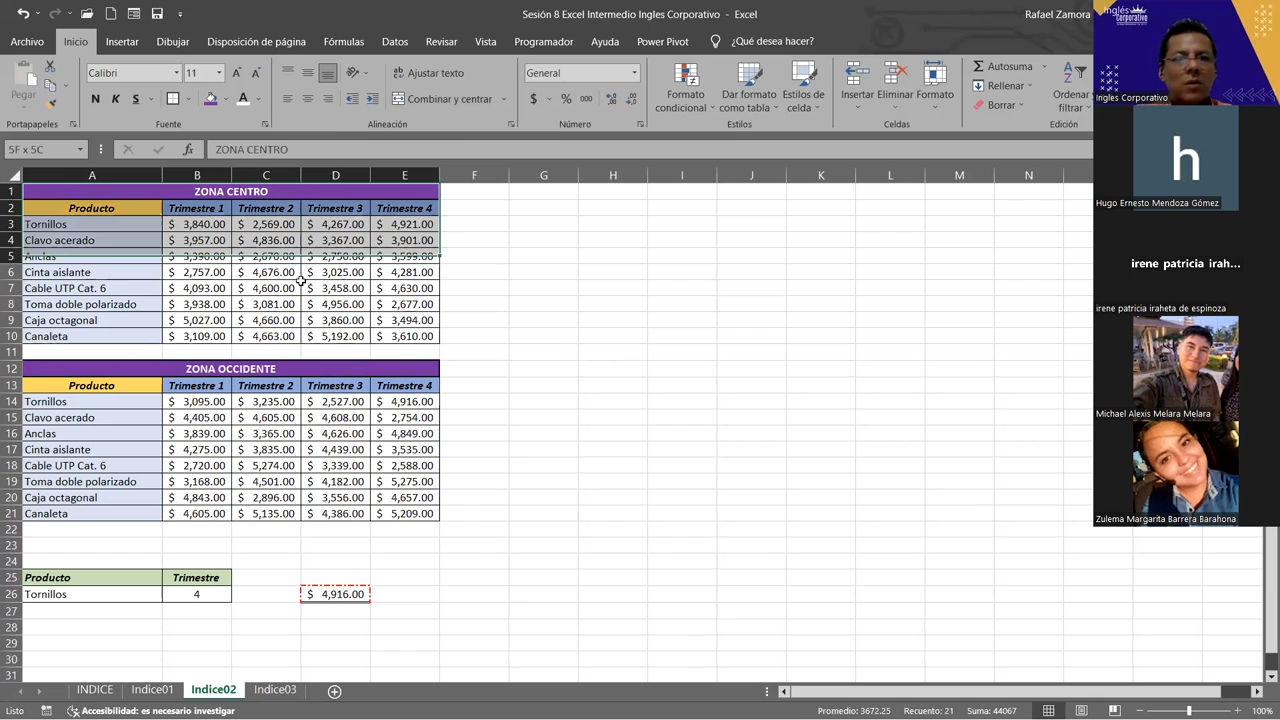 Sesión 8 Excel Intermedio Ingles Corporativo - Excel
Rafael Zamora
Archivo Inicio Insertar Dibujar Disposición de página Fórmulas Datos Revisar Vista Programador Ayuda Power Pivot ¿Qué desea hacer?
Pegar
Calibri 11
N K S
Ajustar texto
Combinar y centrar
General
$ % 000
Formato condicional
Dar formato como tabla
Estilos de celda
Insertar Eliminar Formato
Autosuma
Rellenar
Borrar
Ordenar filtrar
Portapapeles Fuente Alineación Número Estilos Celdas Edición
5F x 5C fx ZONA CENTRO
A B C D E F G H I J K L M N
1 ZONA CENTRO
2 Producto Trimestre 1 Trimestre 2 Trimestre 3 Trimestre 4
3 Tornillos $ 3,840.00 $ 2,569.00 $ 4,267.00 $ 4,921.00
4 Clavo acerado $ 3,957.00 $ 4,836.00 $ 3,367.00 $ 3,901.00
5 Anclas $ 3,390.00 $ 2,670.00 $ 2,750.00 $ 3,599.00
6 Cinta aislante $ 2,757.00 $ 4,676.00 $ 3,025.00 $ 4,281.00
7 Cable UTP Cat. 6 $ 4,093.00 $ 4,600.00 $ 3,458.00 $ 4,630.00
8 Toma doble polarizado $ 3,938.00 $ 3,081.00 $ 4,956.00 $ 2,677.00
9 Caja octagonal $ 5,027.00 $ 4,660.00 $ 3,860.00 $ 3,494.00
10 Canaleta $ 3,109.00 $ 4,663.00 $ 5,192.00 $ 3,610.00
11
12 ZONA OCCIDENTE
13 Producto Trimestre 1 Trimestre 2 Trimestre 3 Trimestre 4
14 Tornillos $ 3,095.00 $ 3,235.00 $ 2,527.00 $ 4,916.00
15 Clavo acerado $ 4,405.00 $ 4,605.00 $ 4,608.00 $ 2,754.00
16 Anclas $ 3,839.00 $ 3,365.00 $ 4,626.00 $ 4,849.00
17 Cinta aislante $ 4,275.00 $ 3,835.00 $ 4,439.00 $ 3,535.00
18 Cable UTP Cat. 6 $ 2,720.00 $ 5,274.00 $ 3,339.00 $ 2,588.00
19 Toma doble polarizado $ 3,168.00 $ 4,501.00 $ 4,182.00 $ 5,275.00
20 Caja octagonal $ 4,843.00 $ 2,896.00 $ 3,556.00 $ 4,657.00
21 Canaleta $ 4,605.00 $ 5,135.00 $ 4,386.00 $ 5,209.00
22
23
24
25 Producto Trimestre
26 Tornillos 4 $ 4,916.00
27
28
29
30
31
INDICE Indice01 Indice02 Indice03
Listo Accesibilidad: es necesario investigar Promedio: 3672.25 Recuento: 21 Suma: 44067 100%
Inglés Corporativo
Ingles Corporativo
h
Hugo Ernesto Mendoza Gómez
irene patricia irah...
irene patricia iraheta de espinoza
Michael Alexis Melara Melara
Zulema Margarita Barrera Barahona